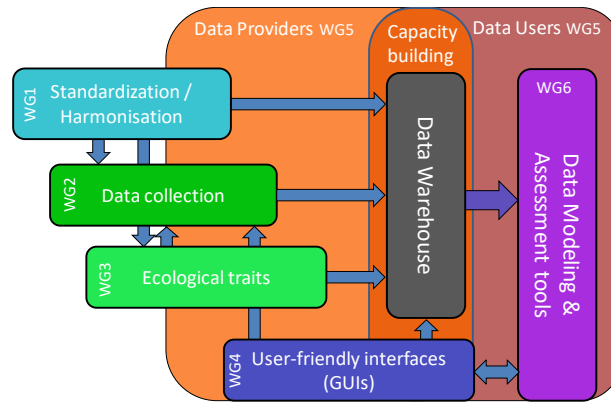 Data Providers WG5
Capacity
building
Data Users WG5
WG1
Standardization /
Harmonisation
WG6
WG2
Data collection
Data Warehouse
Data Modeling &
Assessment tools
WG3
Ecological traits
WG4
User-friendly interfaces
(GUIs)